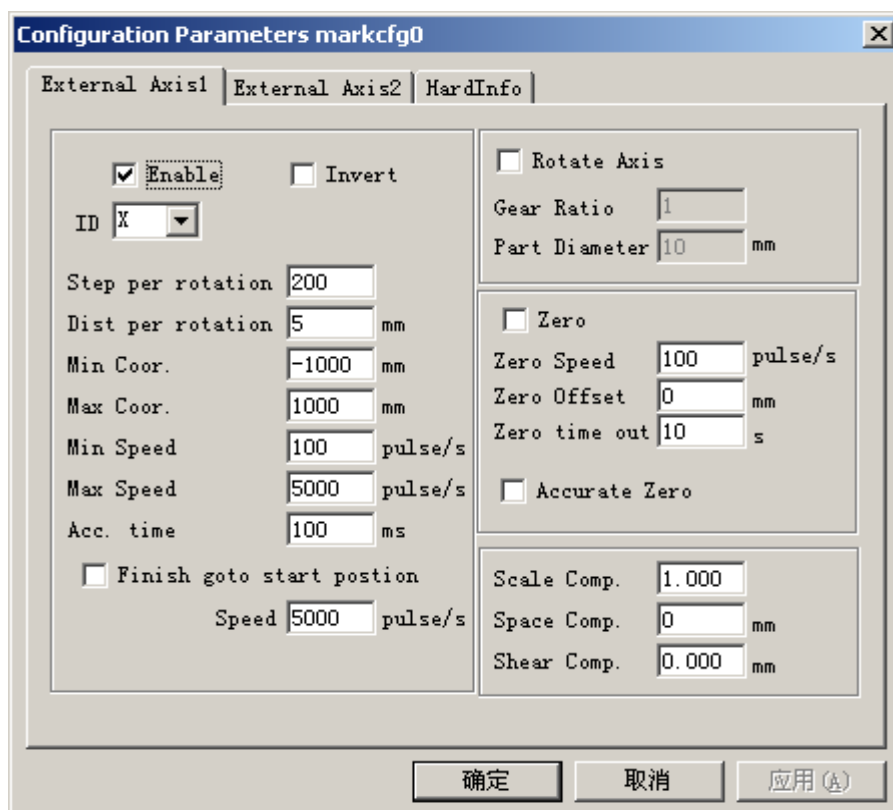 Configuration Parameters markcfg0
External Axis1 External Axis2 HardInfo
Enable Invert
ID X
Step per rotation 200
Dist per rotation 5 mm
Min Coor. -1000 mm
Max Coor. 1000 mm
Min Speed 100 pulse/s
Max Speed 5000 pulse/s
Acc. time 100 ms
Finish goto start postion
Speed 5000 pulse/s
Rotate Axis
Gear Ratio 1
Part Diameter 10 mm
Zero
Zero Speed 100 pulse/s
Zero Offset 0 mm
Zero time out 10 s
Accurate Zero
Scale Comp. 1.000
Space Comp. 0 mm
Shear Comp. 0.000 mm
确定 取消 应用(A)